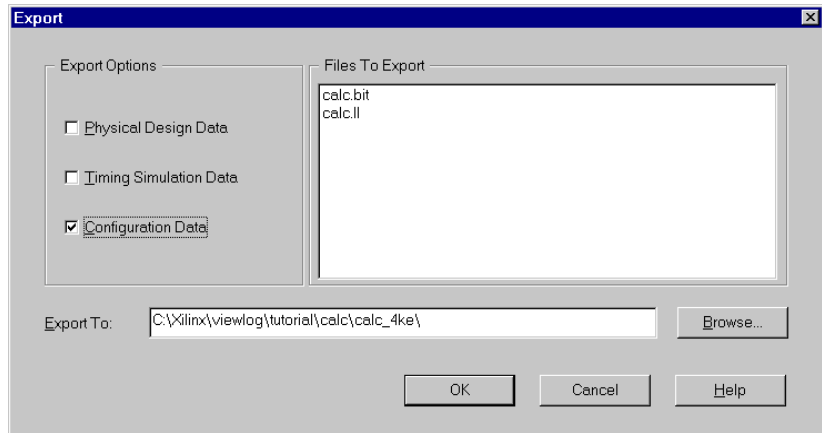 Export
Export Options
Files To Export
calc.bit
calc.ll
Physical Design Data
Timing Simulation Data
Configuration Data
Export To:
C:\Xilinx\viewlog\tutorial\calc\calc_4ke\
Browse...
OK
Cancel
Help